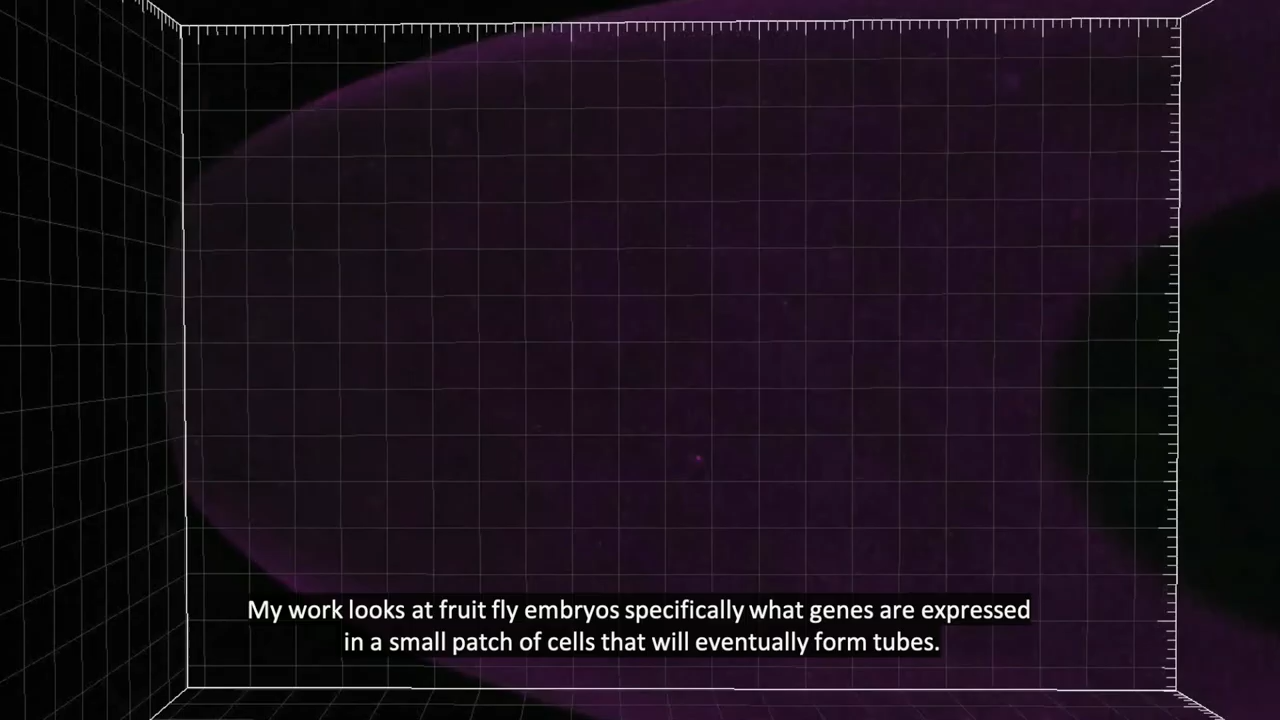 My work looks at fruit fly embryos specifically what genes are expressed
in a small patch of cells that will eventually form tubes.